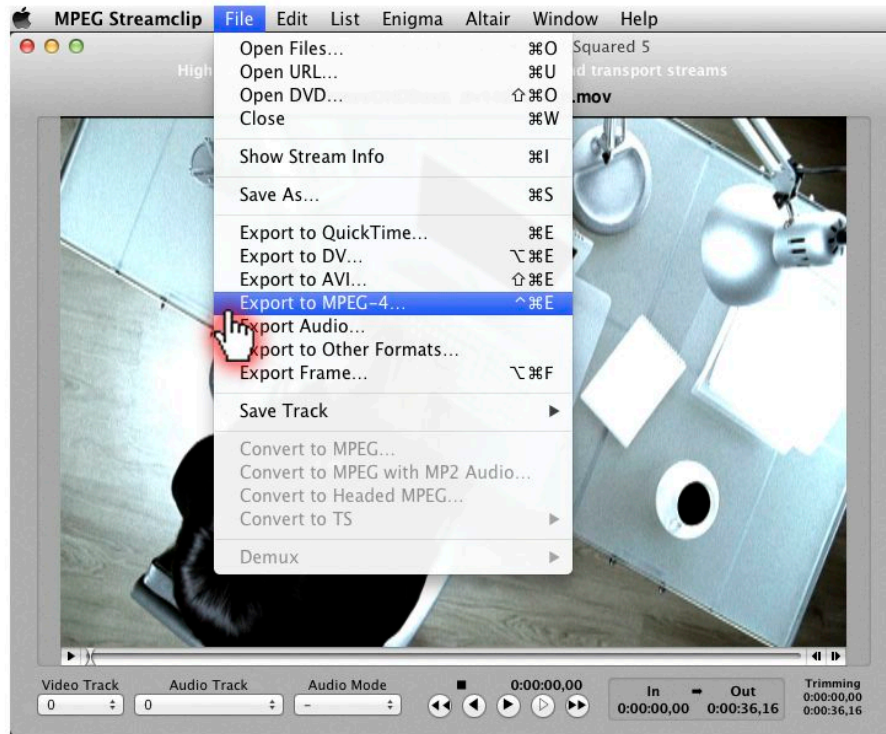 MPEG Streamclip File Edit List Enigma Altair Window Help
Squared 5
High d transport streams
.mov
Open Files... ⌘O
Open URL... ⌘U
Open DVD... ⇧⌘O
Close ⌘W
Show Stream Info ⌘I
Save As... ⌘S
Export to QuickTime... ⌘E
Export to DV... ⌥⌘E
Export to AVI... ⇧⌘E
Export to MPEG-4... ^⌘E
Export Audio...
Export to Other Formats...
Export Frame... ⌥⌘F
Save Track
Convert to MPEG...
Convert to MPEG with MP2 Audio...
Convert to Headed MPEG...
Convert to TS
Demux
Video Track Audio Track Audio Mode 0:00:00,00 In Out Trimming
0 0 – 0:00:00,00 0:00:36,16 0:00:00,00
0:00:36,16